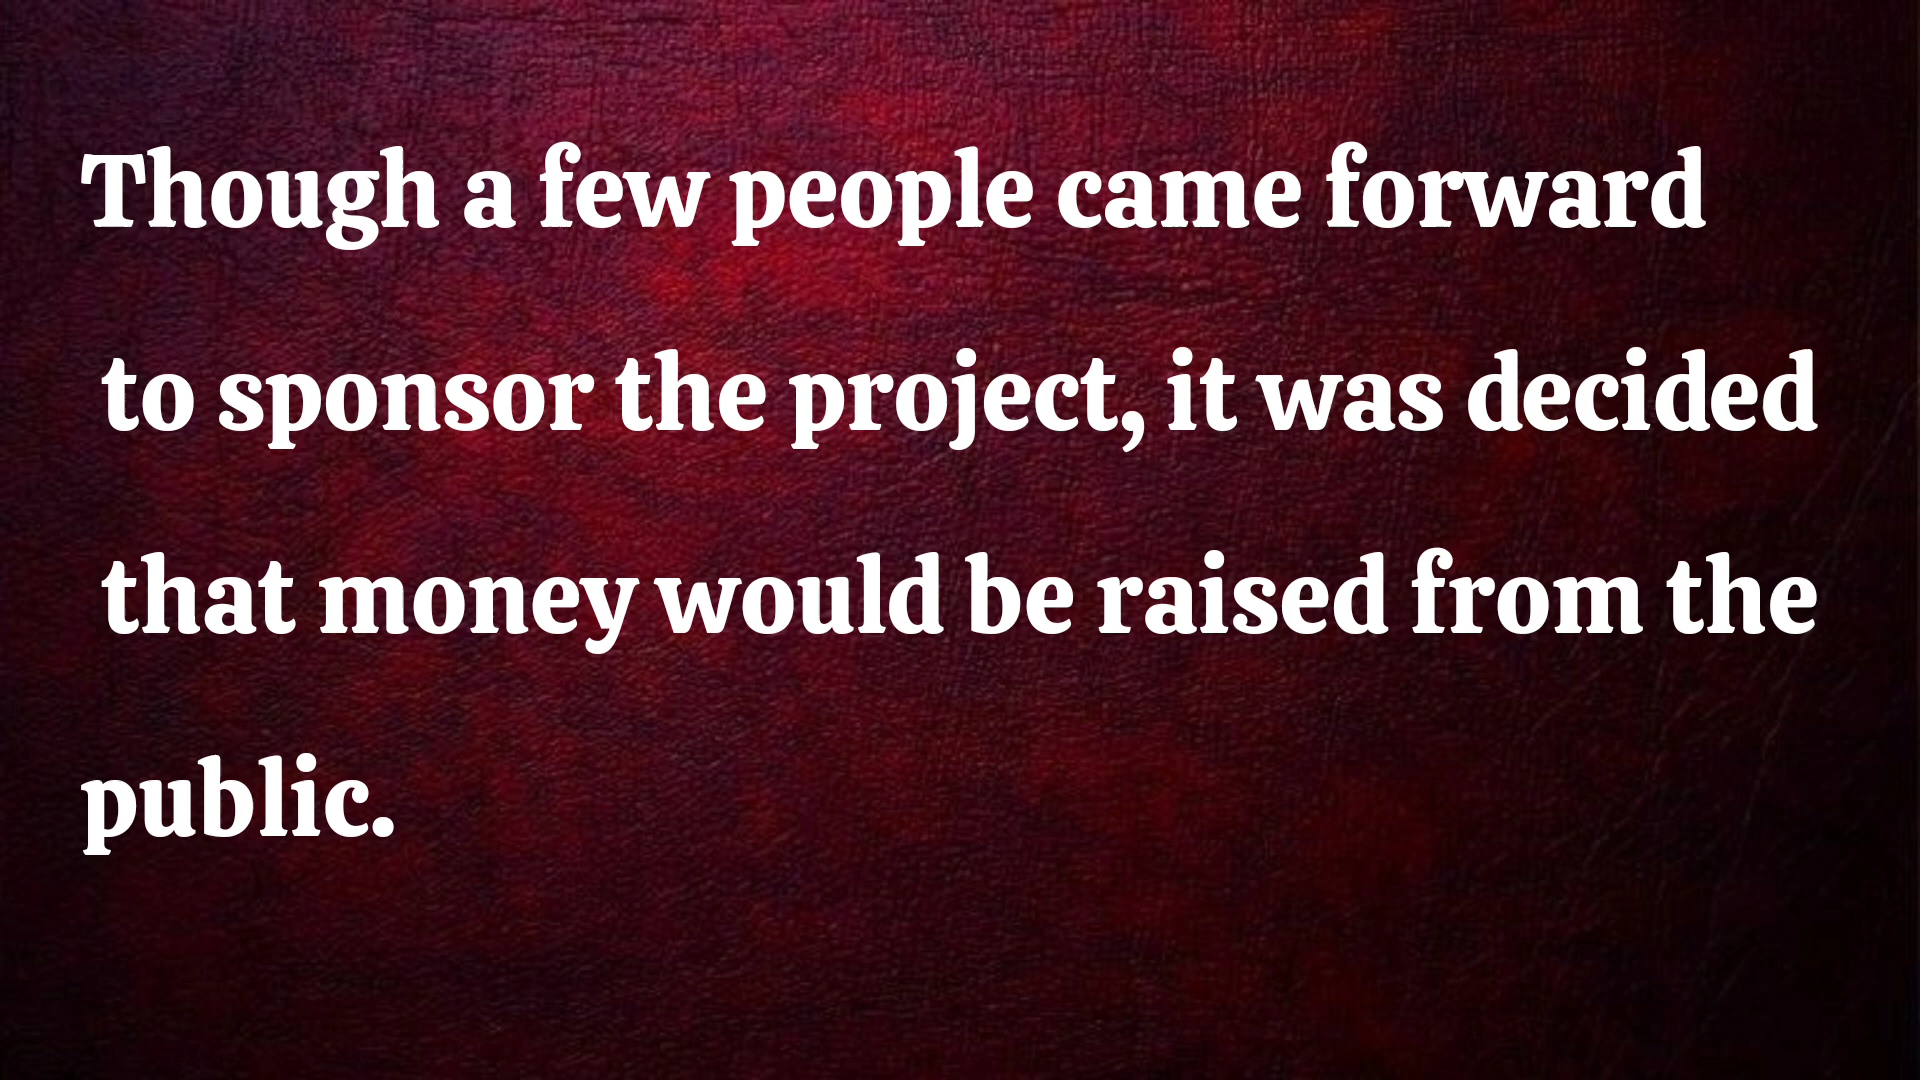 Though a few people came forward
to sponsor the project, it was decided
that money would be raised from the
public.